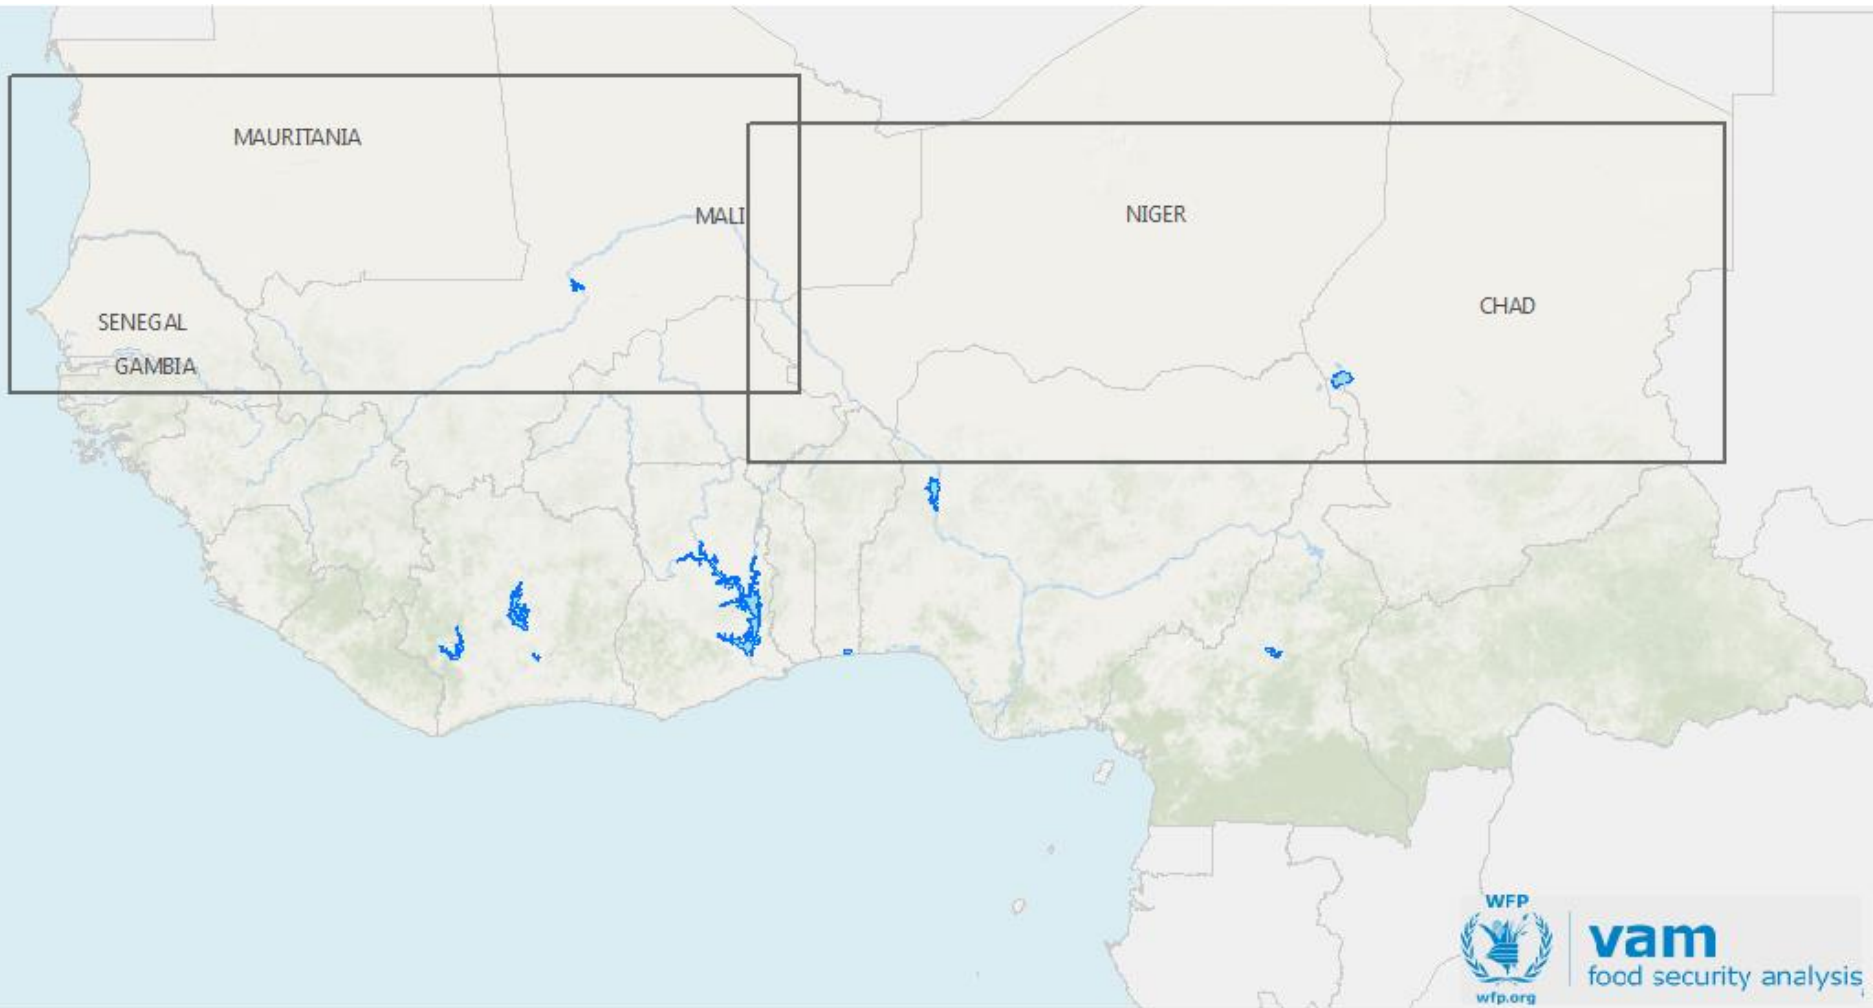 MAURITANIA
MALI
NIGER
CHAD
SENEGAL
GAMBIA
WFP
wfp.org
vam
food security analysis